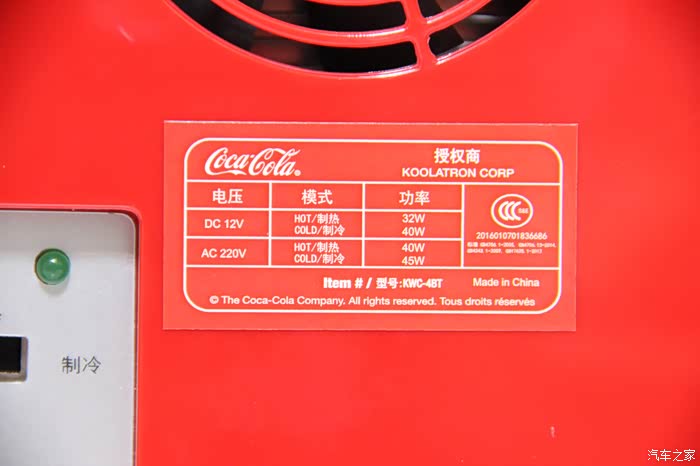 Coca-Cola®
授权商
KOOLATRON CORP
电压 模式 功率
DC 12V HOT/制热 32W
COLD/制冷 40W
AC 220V HOT/制热 40W
COLD/制冷 45W
CCC S&E
2016010701836686
Item # / 型号:KWC-4BT Made in China
© The Coca-Cola Company. All rights reserved. Tous droits réservés
制冷
汽车之家